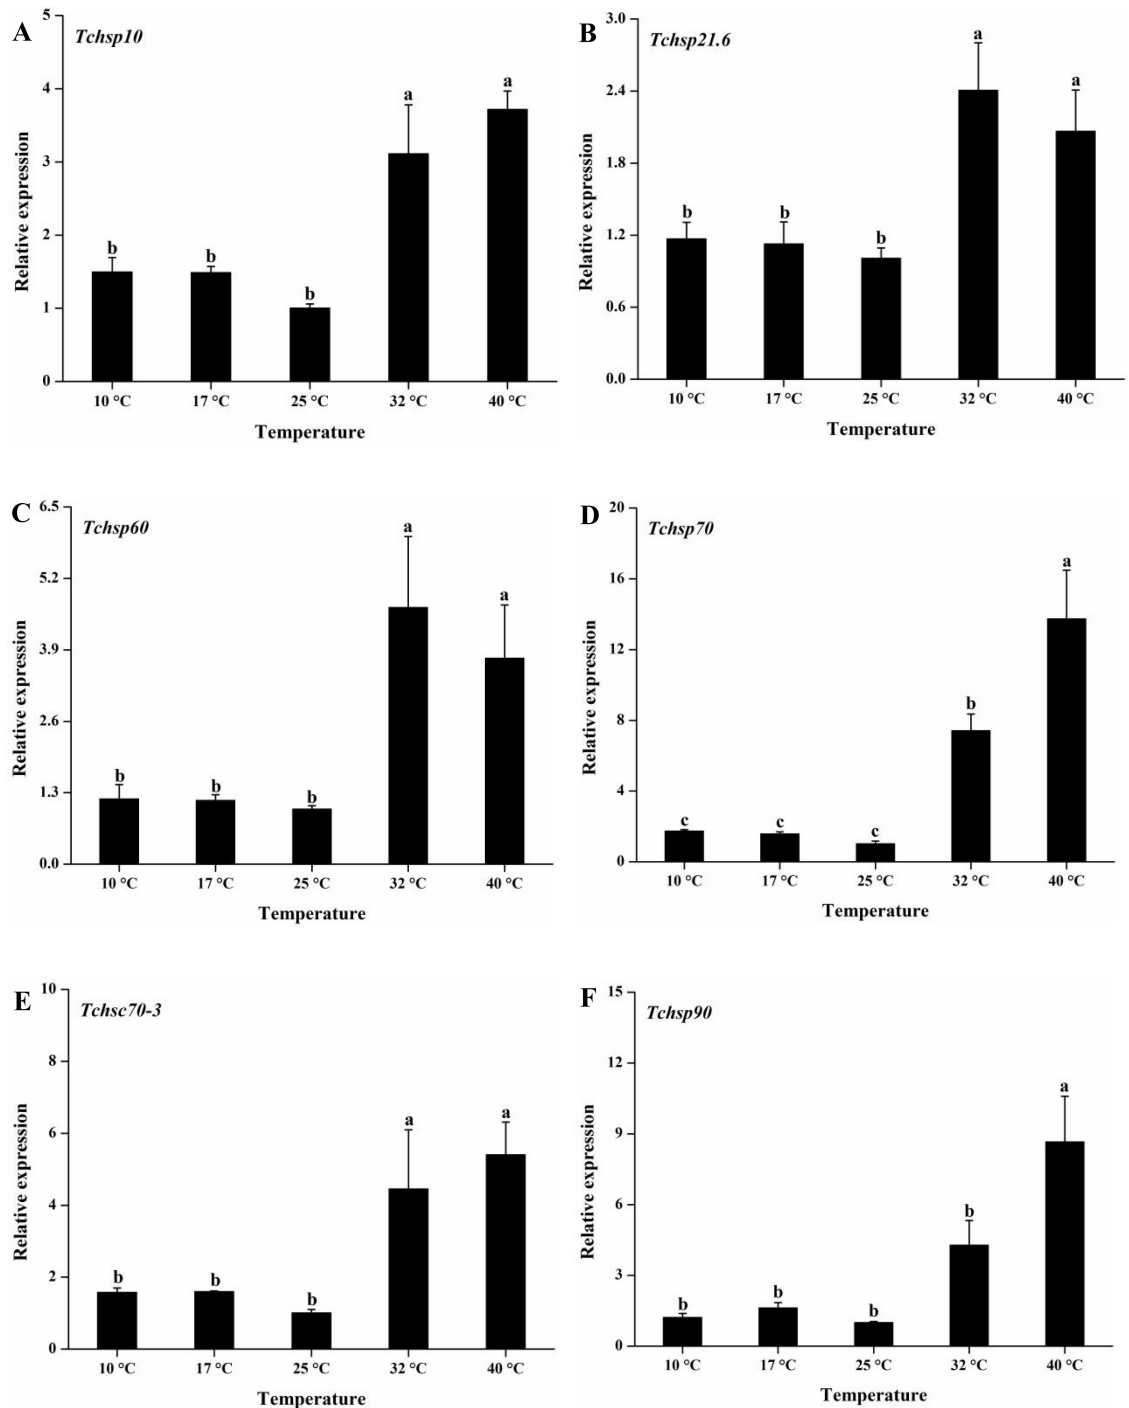 A
Tchsp10
Relative expression
5
4
3
2
1
0
b
b
b
a
a
10 °C 17 °C 25 °C 32 °C 40 °C
Temperature
B
Tchsp21.6
Relative expression
3.0
2.4
1.8
1.2
0.6
0.0
b
b
b
a
a
10 °C 17 °C 25 °C 32 °C 40 °C
Temperature
C
Tchsp60
Relative expression
6.5
5.2
3.9
2.6
1.3
0.0
b
b
b
a
a
10 °C 17 °C 25 °C 32 °C 40 °C
Temperature
D
Tchsp70
Relative expression
20
16
12
8
4
0
c
c
c
b
a
10 °C 17 °C 25 °C 32 °C 40 °C
Temperature
E
Tchsc70-3
Relative expression
10
8
6
4
2
0
b
b
b
a
a
10 °C 17 °C 25 °C 32 °C 40 °C
Temperature
F
Tchsp90
Relative expression
15
12
9
6
3
0
b
b
b
b
a
10 °C 17 °C 25 °C 32 °C 40 °C
Temperature